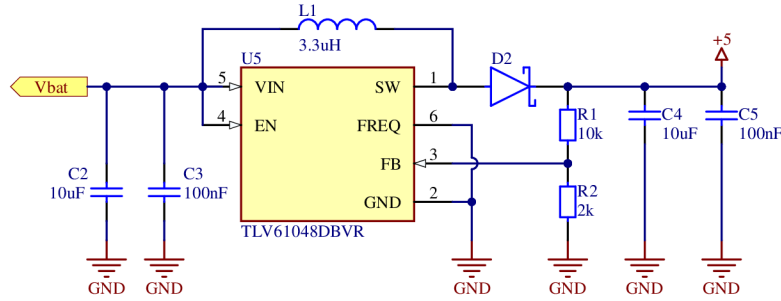 L1
3.3uH
U5
D2
+5
Vbat
5
VIN
SW
1
4
EN
FREQ
6
R1
10k
C4
10uF
C5
100nF
FB
3
C2
10uF
C3
100nF
R2
2k
GND
2
TLV61048DBVR
GND
GND
GND
GND
GND
GND